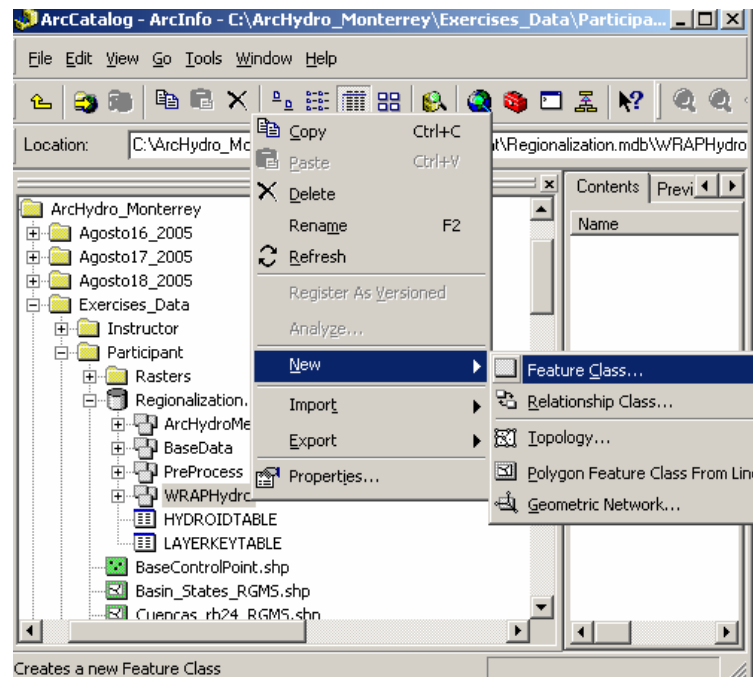 ArcCatalog - ArcInfo - C:\ArcHydro_Monterrey\Exercises_Data\Participa...
File Edit View Go Tools Window Help
Location: C:\ArcHydro_Mo t\Regionalization.mdb\WRAPHydro
Copy Ctrl+C
Paste Ctrl+V
Delete
Rename F2
Refresh
Register As Versioned
Analyze...
New
Import
Export
Properties...
Feature Class...
Relationship Class...
Topology...
Polygon Feature Class From Lin
Geometric Network...
Contents Previ
Name
ArcHydro_Monterrey
Agosto16_2005
Agosto17_2005
Agosto18_2005
Exercises_Data
Instructor
Participant
Rasters
Regionalization.
ArcHydroMe
BaseData
PreProcess
WRAPHydro
HYDROIDTABLE
LAYERKEYTABLE
BaseControlPoint.shp
Basin_States_RGMS.shp
Cuencas_rh24_RGMS.shp
Creates a new Feature Class